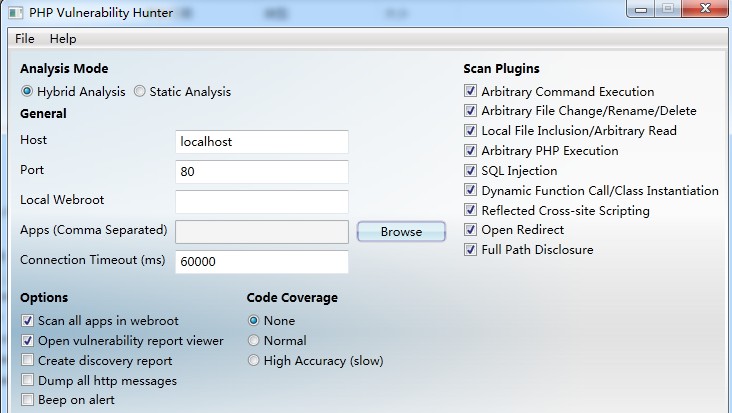 PHP Vulnerability Hunter
File Help
Analysis Mode
Hybrid Analysis Static Analysis
General
Host localhost
Port 80
Local Webroot
Apps (Comma Separated) Browse
Connection Timeout (ms) 60000
Options
Scan all apps in webroot
Open vulnerability report viewer
Create discovery report
Dump all http messages
Beep on alert
Code Coverage
None
Normal
High Accuracy (slow)
Scan Plugins
Arbitrary Command Execution
Arbitrary File Change/Rename/Delete
Local File Inclusion/Arbitrary Read
Arbitrary PHP Execution
SQL Injection
Dynamic Function Call/Class Instantiation
Reflected Cross-site Scripting
Open Redirect
Full Path Disclosure